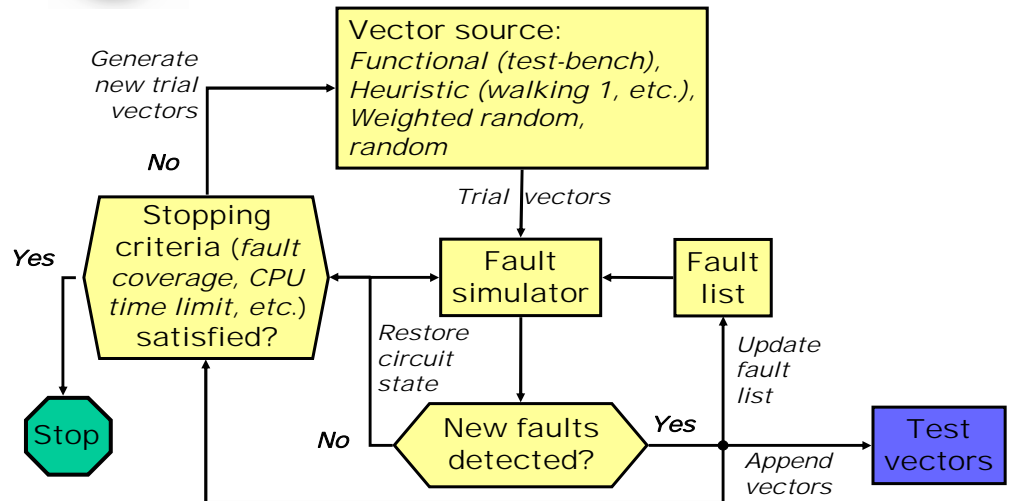 Vector source:
Functional (test-bench),
Heuristic (walking 1, etc.),
Weighted random,
random
Generate
new trial
vectors
No
Trial vectors
Stopping
criteria (fault
coverage, CPU
time limit, etc.)
satisfied?
Yes
Fault
simulator
Fault
list
Restore
circuit
state
Update
fault
list
Stop
No
New faults
detected?
Yes
Append
vectors
Test
vectors